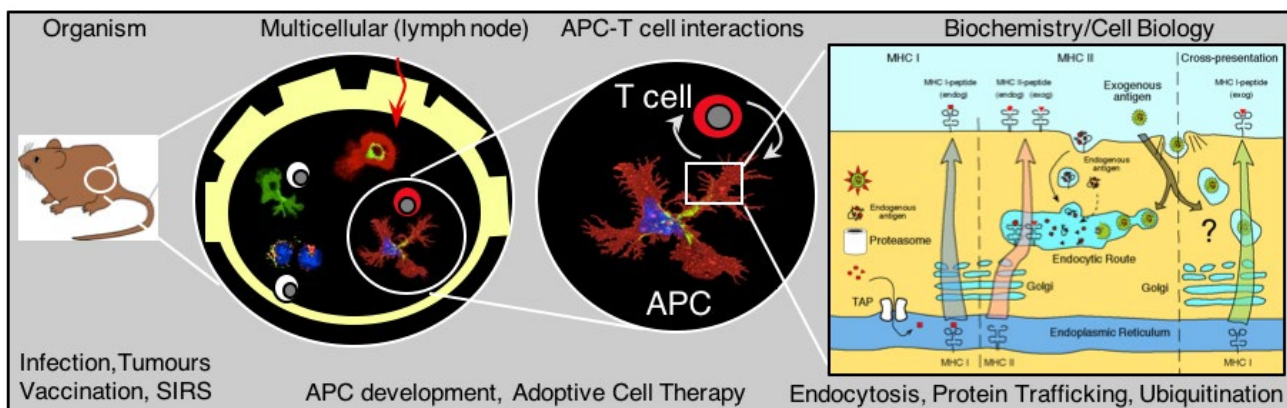 Organism
Multicellular (lymph node)
APC-T cell interactions
Biochemistry/Cell Biology
T cell
APC
MHC I
MHC II
Cross-presentation
MHC I-peptide
(endog)
MHC II-peptide
(endog) (exog)
Exogenous
antigen
MHC I-peptide
(exog)
Endogenous
antigen
Endogenous
antigen
Proteasome
?
Endocytic Route
Golgi
Golgi
TAP
Endoplasmic Reticulum
MHC I
MHC II
MHC I
Infection,Tumours
Vaccination, SIRS
APC development, Adoptive Cell Therapy
Endocytosis, Protein Trafficking, Ubiquitination